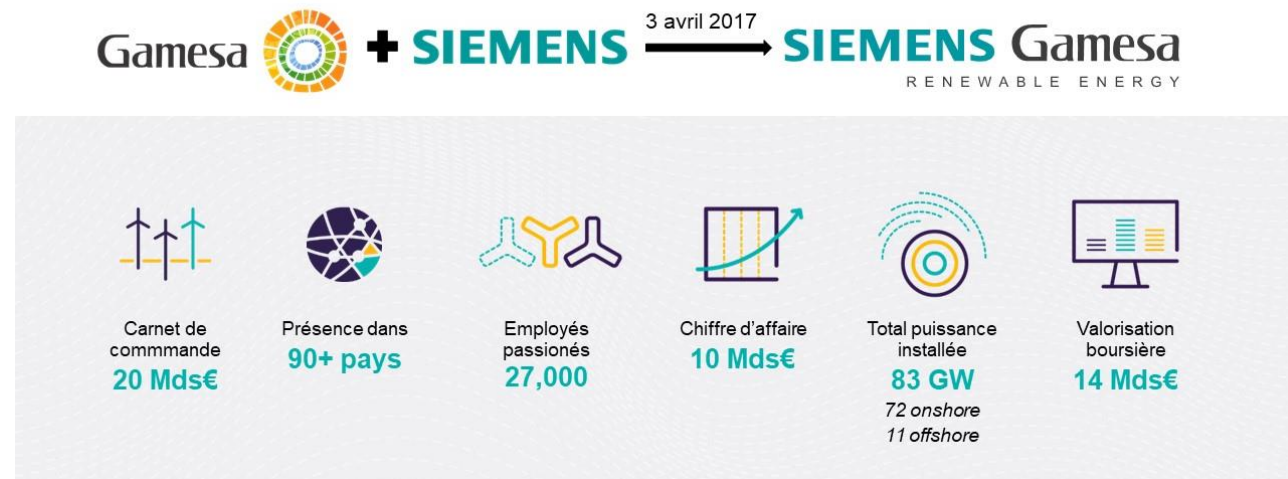 Gamesa + SIEMENS 3 avril 2017 SIEMENS Gamesa
RENEWABLE ENERGY
Carnet de
commmande
20 Mds€
Présence dans
90+ pays
Employés
passionés
27,000
Chiffre d'affaire
10 Mds€
Total puissance
installée
83 GW
72 onshore
11 offshore
Valorisation
boursière
14 Mds€